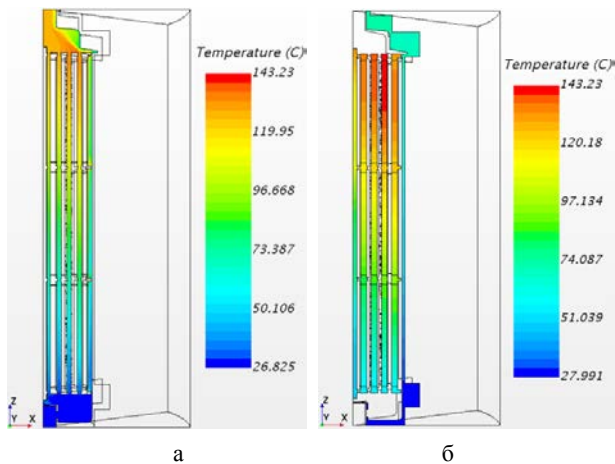 Temperature (C)
143.23
119.95
96.668
73.387
50.106
26.825
Z
Y X
а
Temperature (C)
143.23
120.18
97.134
74.087
51.039
27.991
Z
Y X
б